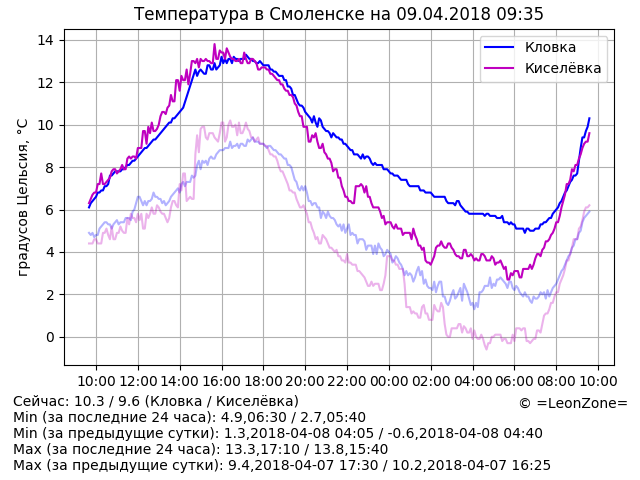 Температура в Смоленске на 09.04.2018 09:35
14
12
10
8
6
4
2
0
градусов Цельсия, °C
Кловка
Киселёвка
10:00 12:00 14:00 16:00 18:00 20:00 22:00 00:00 02:00 04:00 06:00 08:00 10:00
Сейчас: 10.3 / 9.6 (Кловка / Киселёвка)
© =LeonZone=
Min (за последние 24 часа): 4.9,06:30 / 2.7,05:40
Min (за предыдущие сутки): 1.3,2018-04-08 04:05 / -0.6,2018-04-08 04:40
Max (за последние 24 часа): 13.3,17:10 / 13.8,15:40
Max (за предыдущие сутки): 9.4,2018-04-07 17:30 / 10.2,2018-04-07 16:25